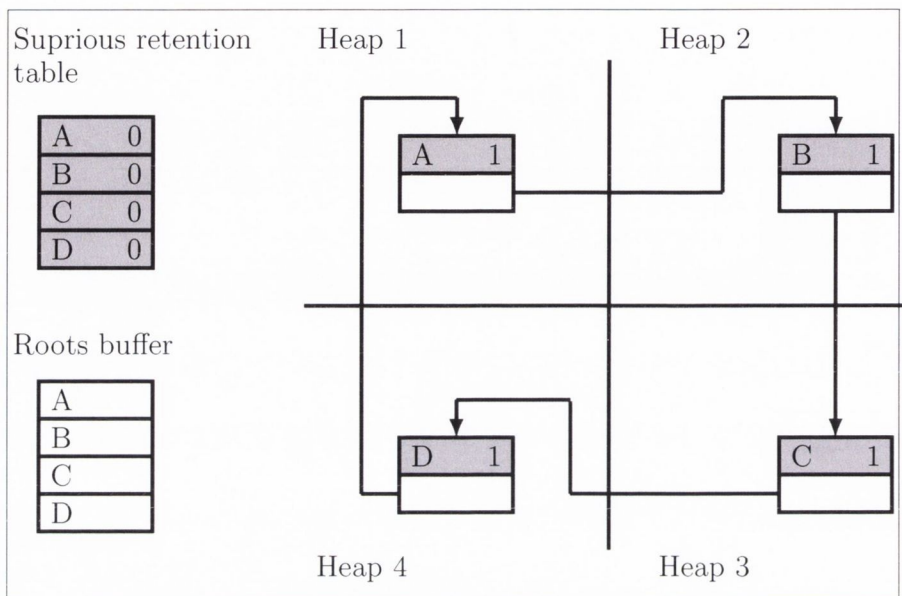 Suprious retention
table
A 0
B 0
C 0
D 0
Roots buffer
A
B
C
D
Heap 1
Heap 2
A 1
B 1
D 1
C 1
Heap 4
Heap 3